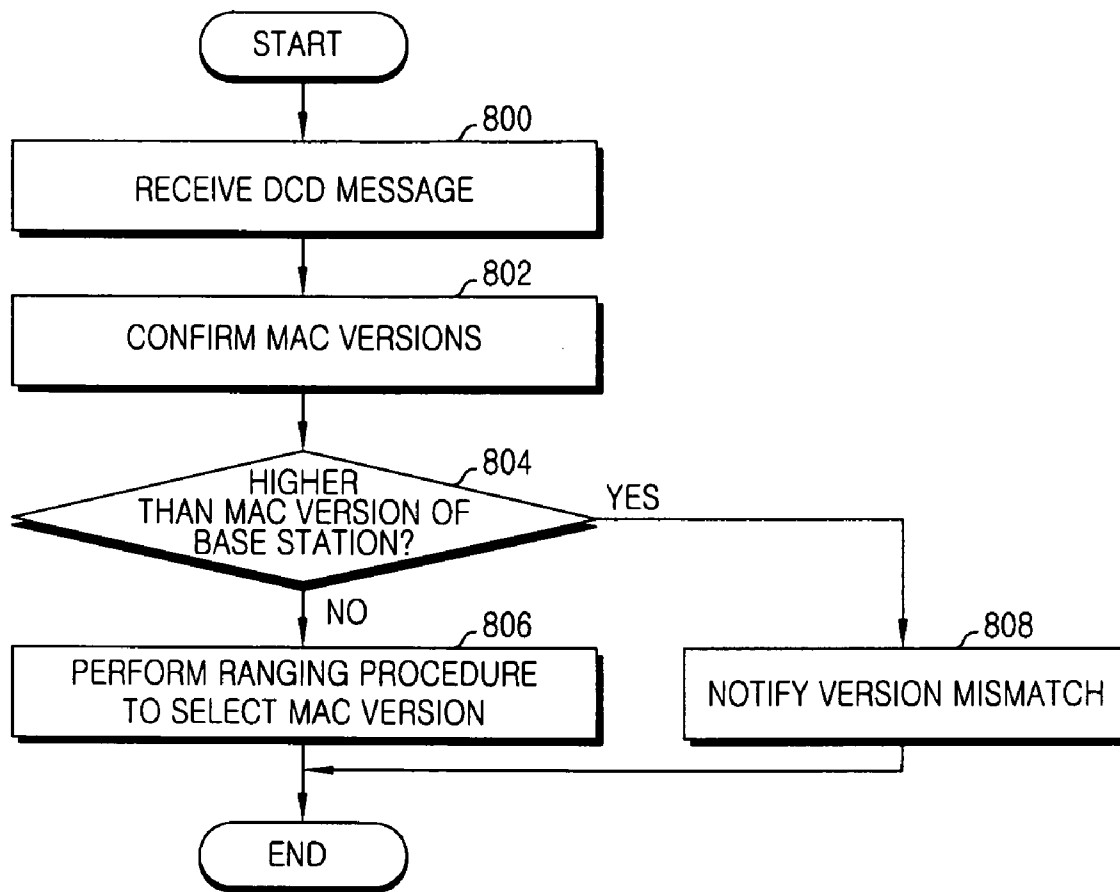 START
800
RECEIVE DCD MESSAGE
802
CONFIRM MAC VERSIONS
804
HIGHER
THAN MAC VERSION OF
BASE STATION?
YES
NO
806
PERFORM RANGING PROCEDURE
TO SELECT MAC VERSION
808
NOTIFY VERSION MISMATCH
END